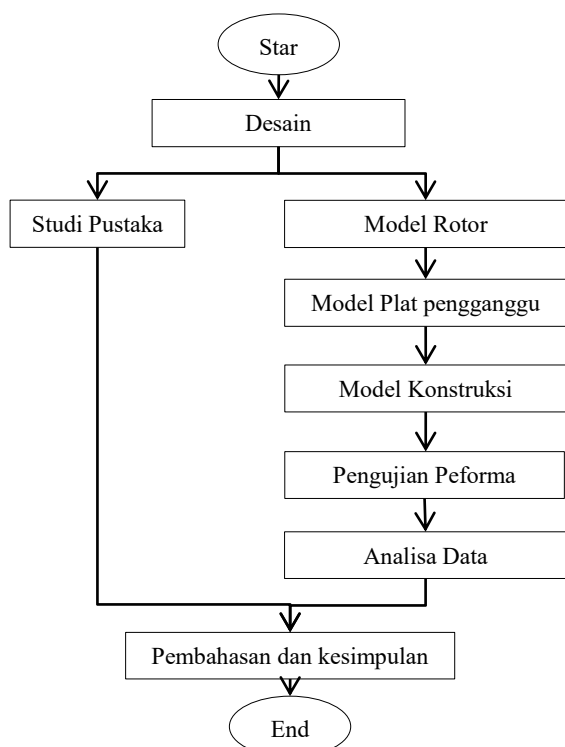 Star
Desain
Studi Pustaka
Model Rotor
Model Plat pengganggu
Model Konstruksi
Pengujian Peforma
Analisa Data
Pembahasan dan kesimpulan
End